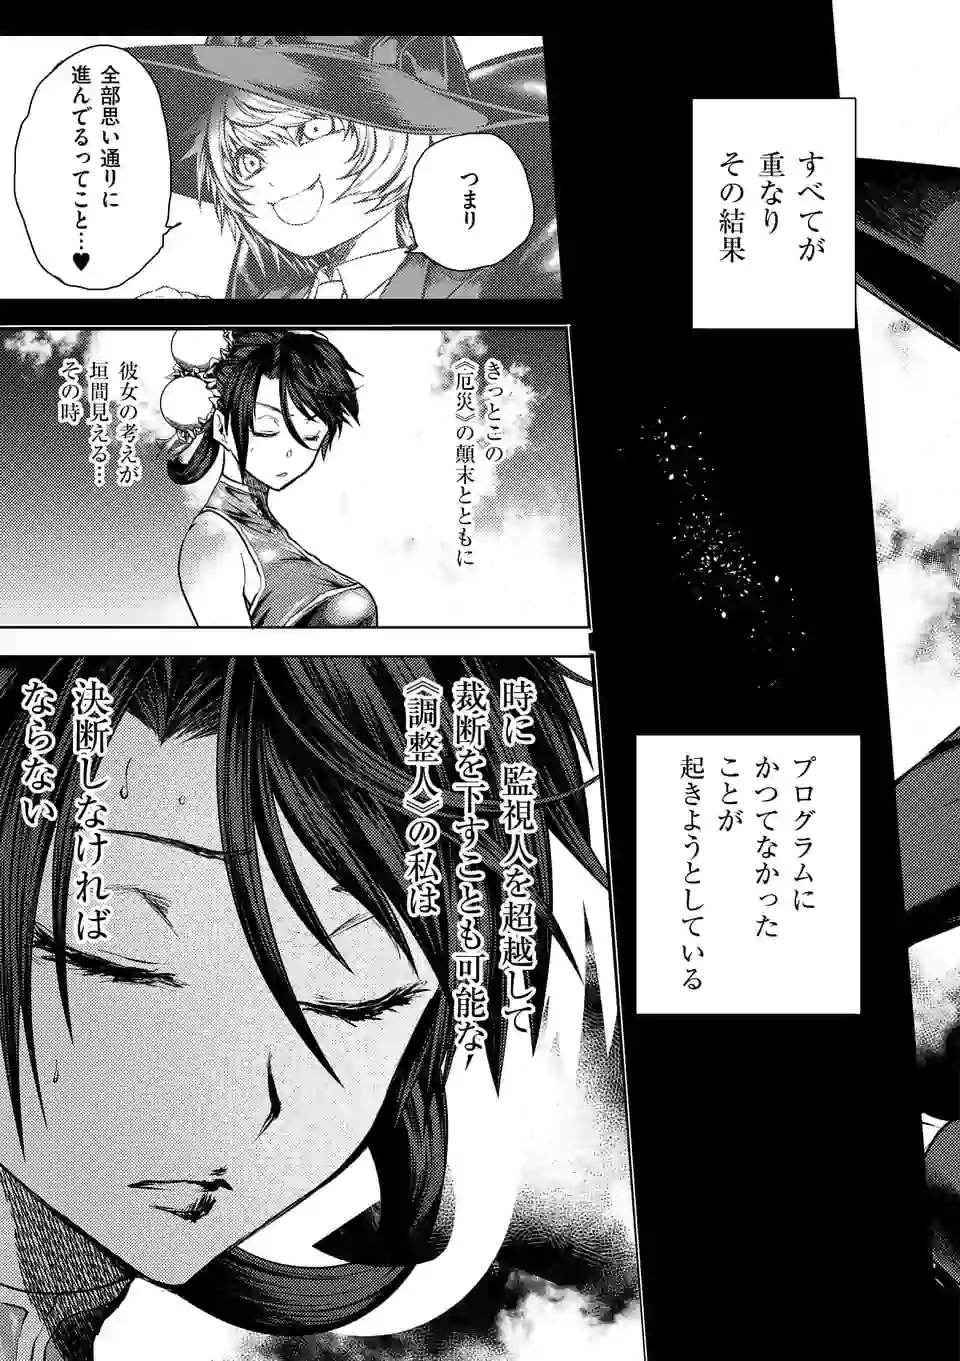 すべてが
重なり
その結果
プログラムに
かつてなかった
ことが
起きようとしている
つまり
全部思い通りに
進んでるってこと…♥
きっとこの
《厄災》の顛末とともに
彼女の考えが
垣間見える…
その時
時に 監視人を超越して
裁断を下すことも可能な
《調整人》の私は
決断しなければ
ならない